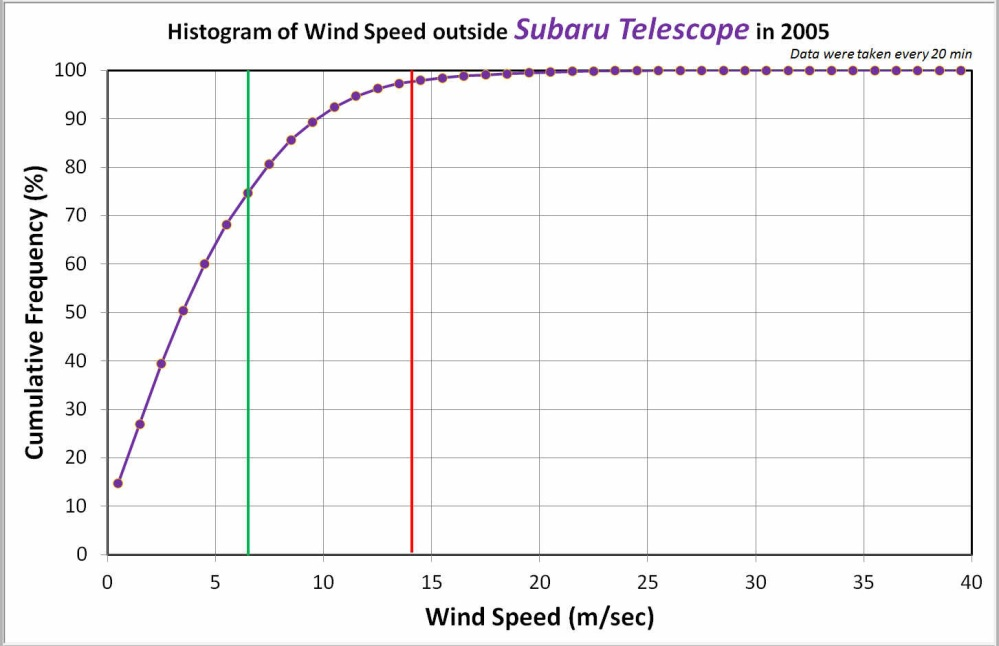 Histogram of Wind Speed outside Subaru Telescope in 2005
Data were taken every 20 min
Cumulative Frequency (%)
100
90
80
70
60
50
40
30
20
10
0
0 5 10 15 20 25 30 35 40
Wind Speed (m/sec)